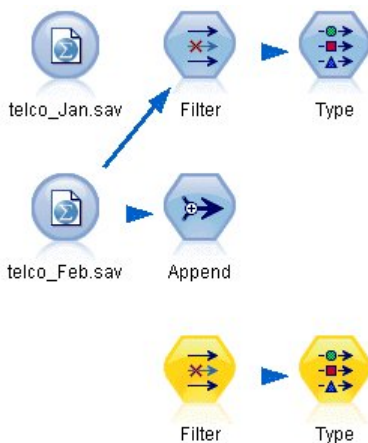 telco_Jan.sav
Filter
Type
telco_Feb.sav
Append
Filter
Type